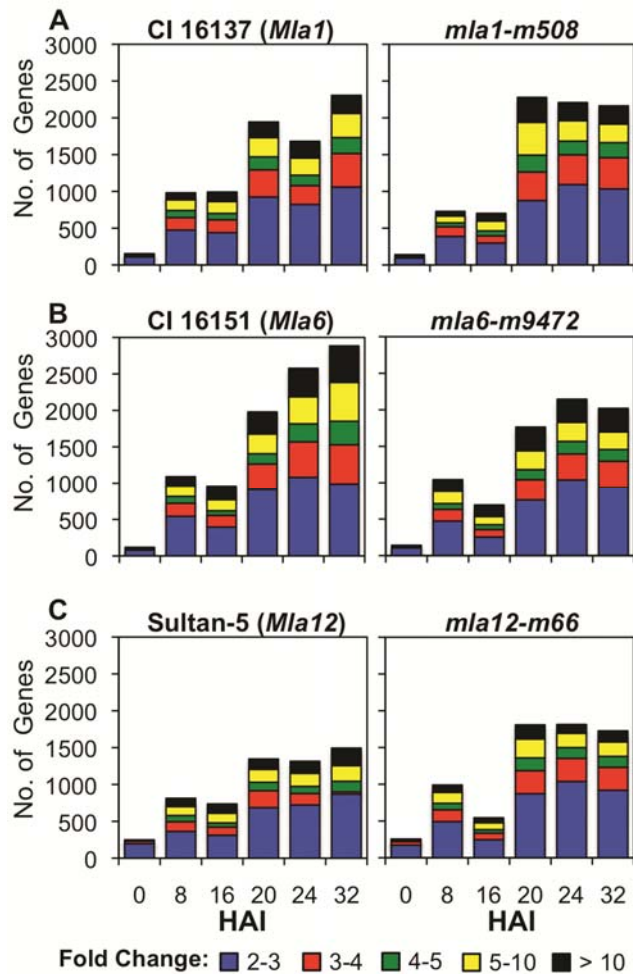 A
CI 16137 (Mla1)
mla1-m508
No. of Genes
3000
2500
2000
1500
1000
500
0
B
CI 16151 (Mla6)
mla6-m9472
No. of Genes
3000
2500
2000
1500
1000
500
0
C
Sultan-5 (Mla12)
mla12-m66
No. of Genes
3000
2500
2000
1500
1000
500
0
0 8 16 20 24 32 0 8 16 20 24 32
HAI HAI
Fold Change: 2-3 3-4 4-5 5-10 > 10